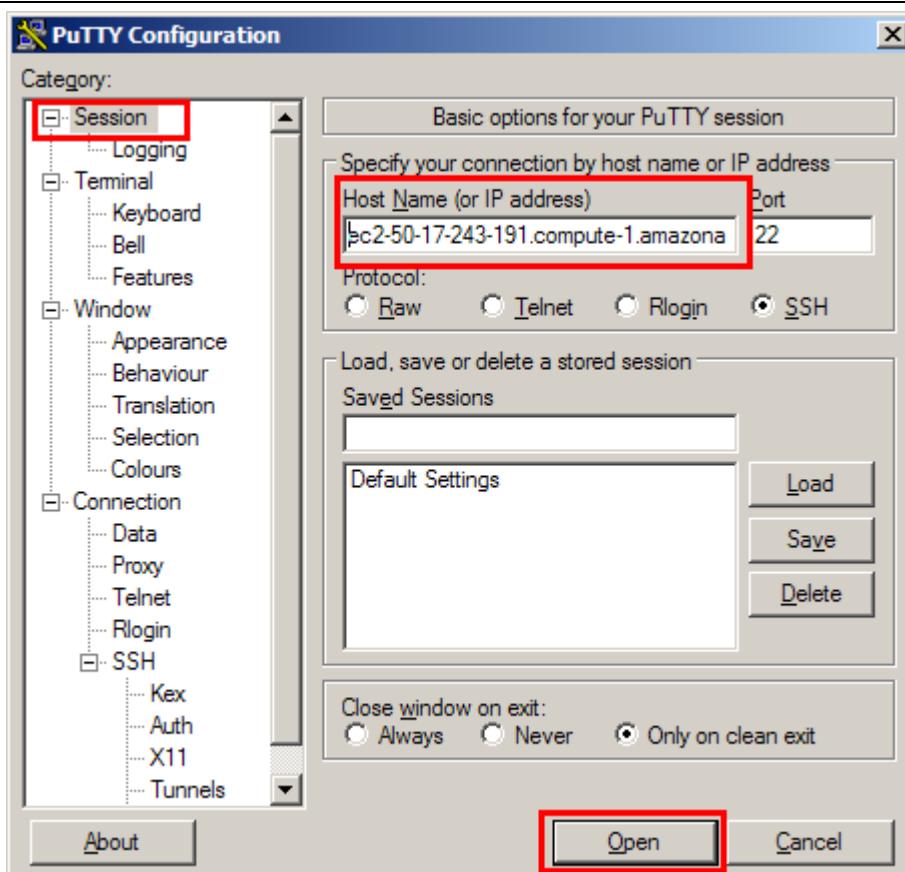 PuTTY Configuration
Category:
Session
Logging
Terminal
Keyboard
Bell
Features
Window
Appearance
Behaviour
Translation
Selection
Colours
Connection
Data
Proxy
Telnet
Rlogin
SSH
Kex
Auth
X11
Tunnels
Basic options for your PuTTY session
Specify your connection by host name or IP address
Host Name (or IP address) Port
ec2-50-17-243-191.compute-1.amazona 22
Protocol:
Raw Telnet Rlogin SSH
Load, save or delete a stored session
Saved Sessions
Default Settings
Load
Save
Delete
Close window on exit:
Always Never Only on clean exit
About Open Cancel